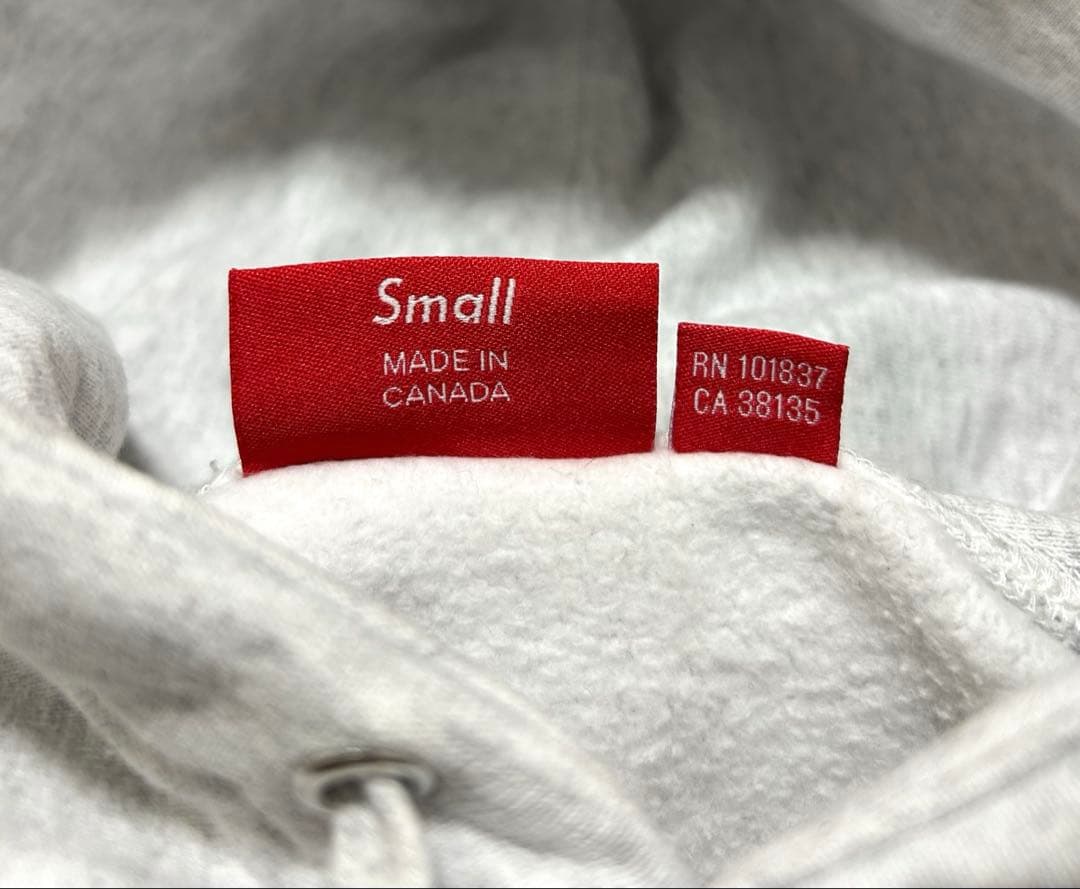 Small
MADE IN
CANADA
RN 101837
CA 38135